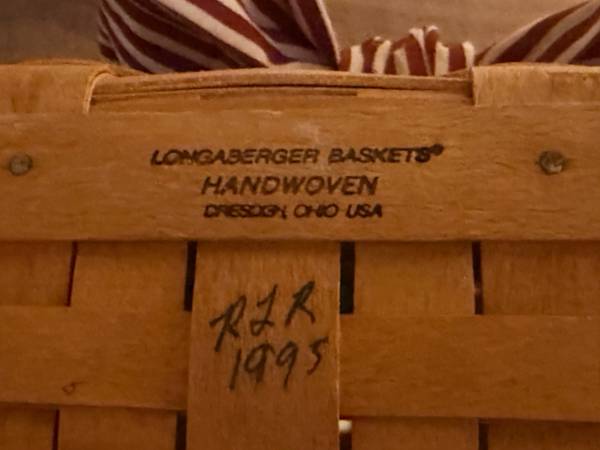 LONGABERGER BASKETS®
HANDWOVEN
DRESDEN, OHIO USA
RLR
1995